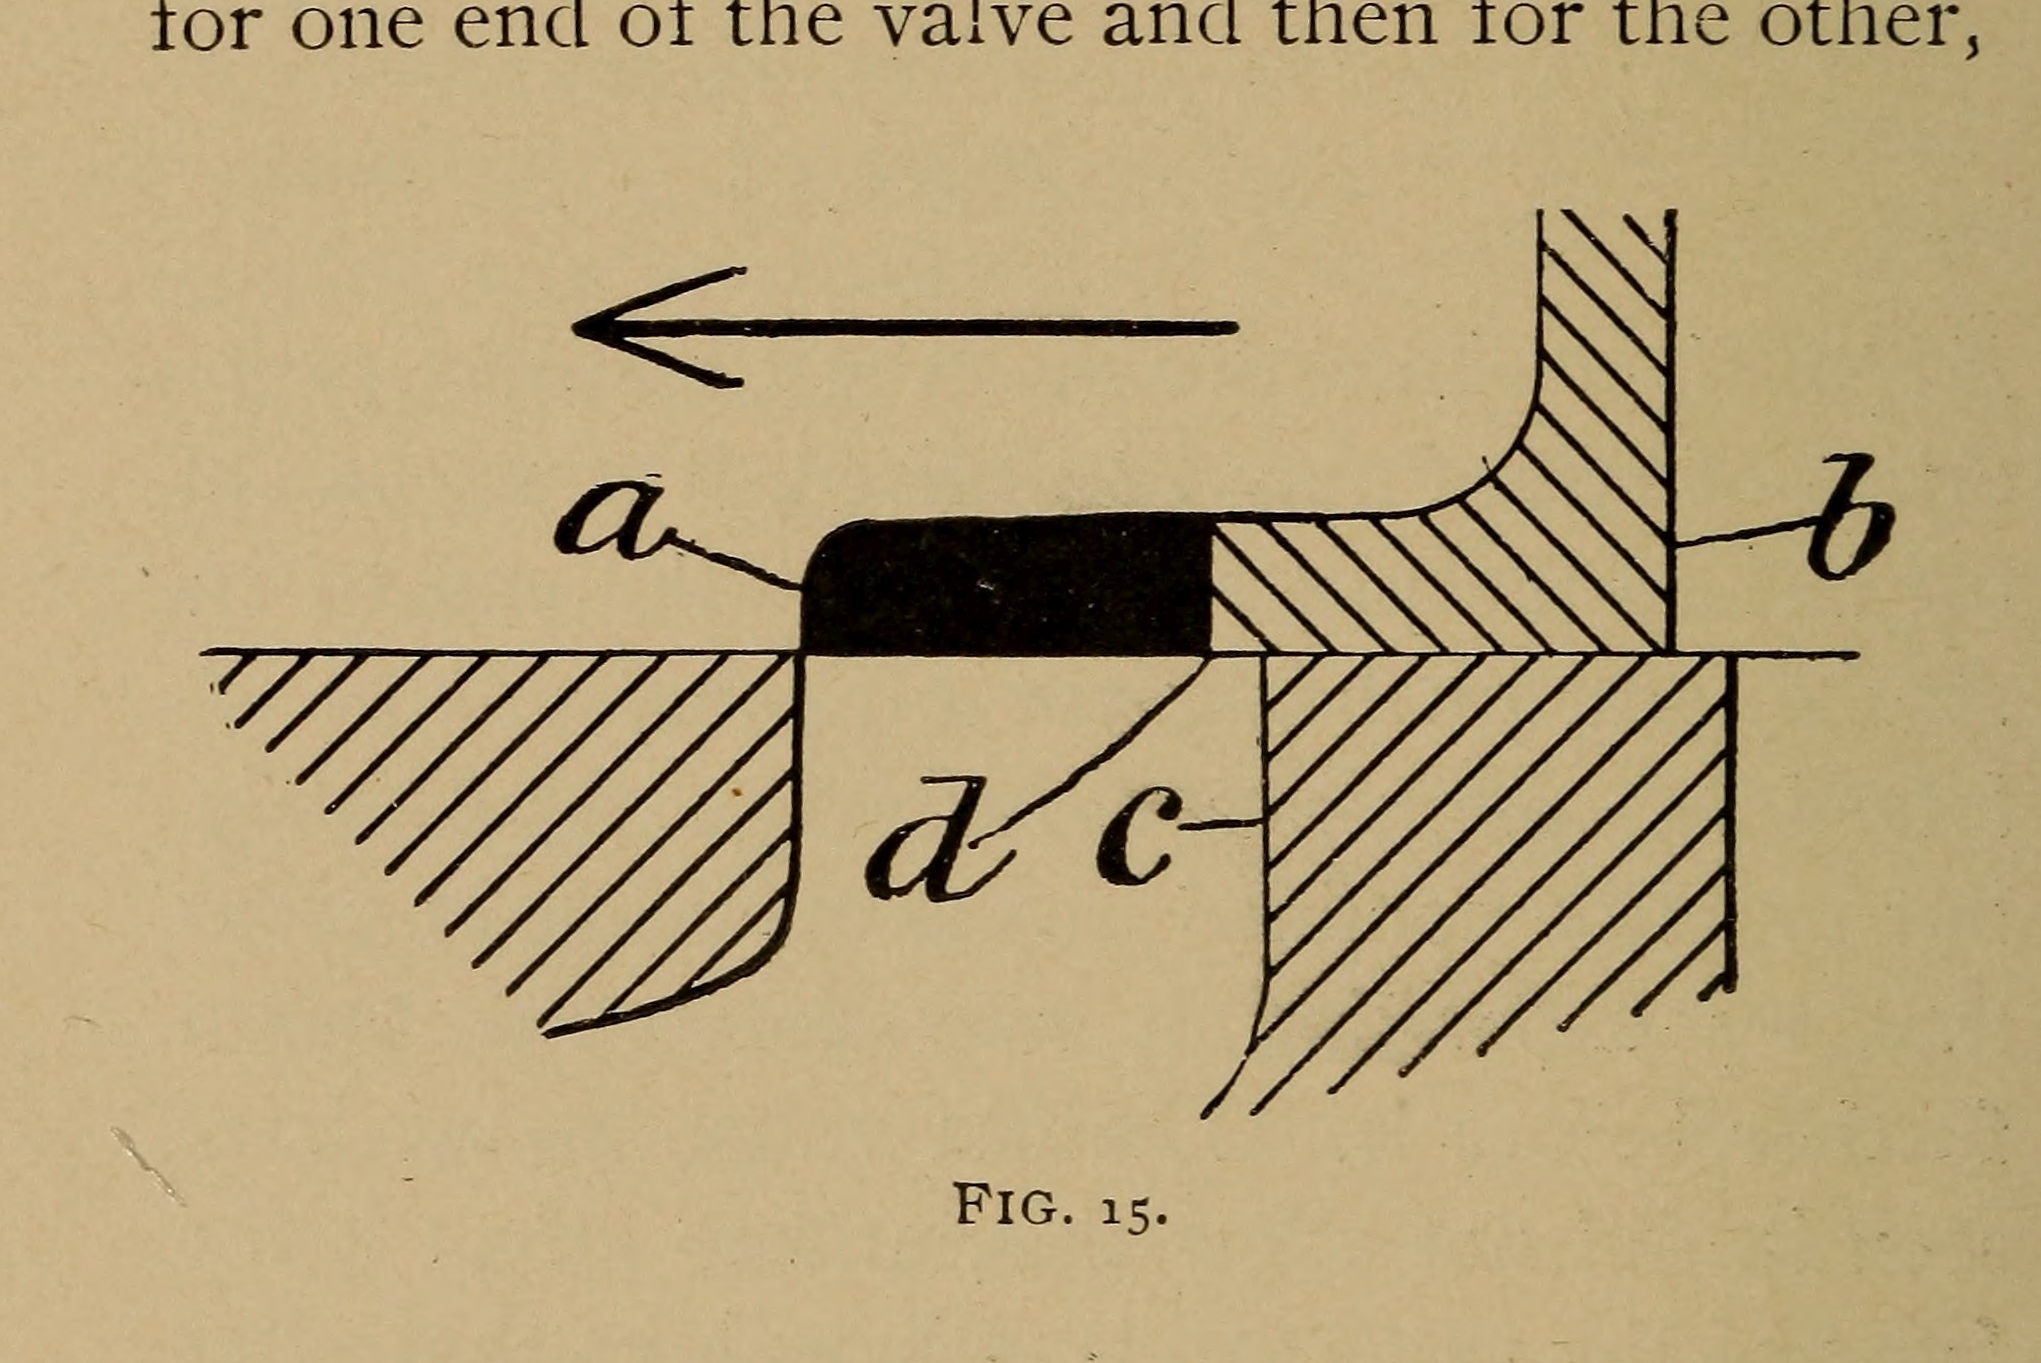 for one end of the valve and then for the other,
a
b
d c
FIG. 15.